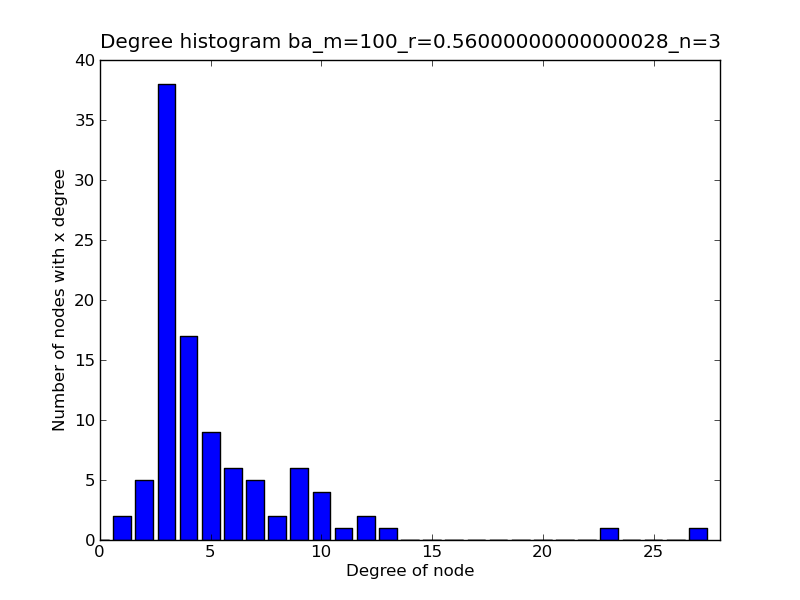 Degree histogram ba_m=100_r=0.56000000000000028_n=3
40
35
30
25
20
15
10
5
0
Number of nodes with x degree
0 5 10 15 20 25
Degree of node